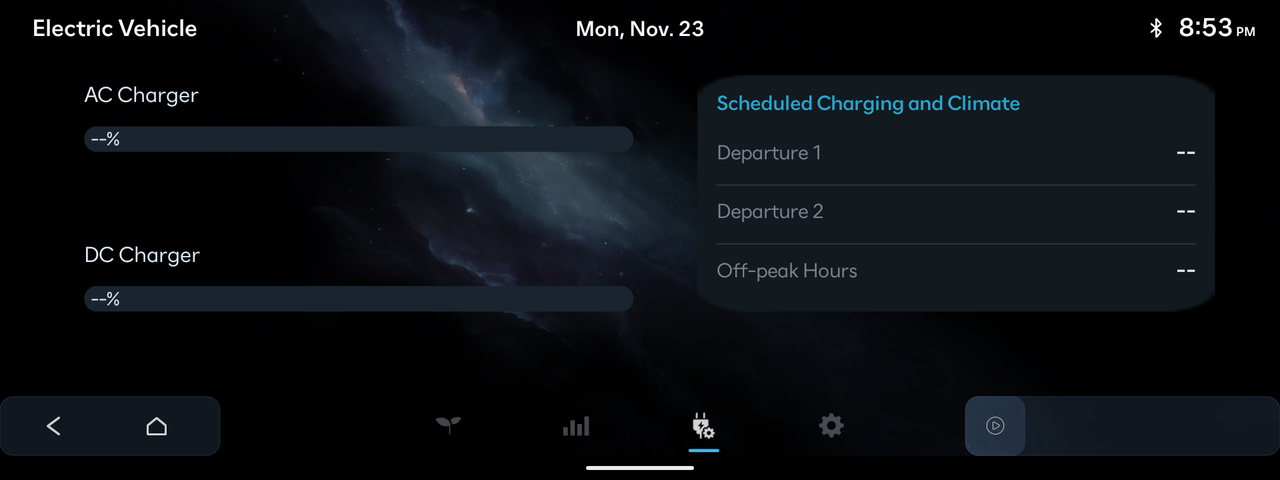 Electric Vehicle
Mon, Nov. 23
8:53 PM
AC Charger
--%
DC Charger
--%
Scheduled Charging and Climate
Departure 1 --
Departure 2 --
Off-peak Hours --